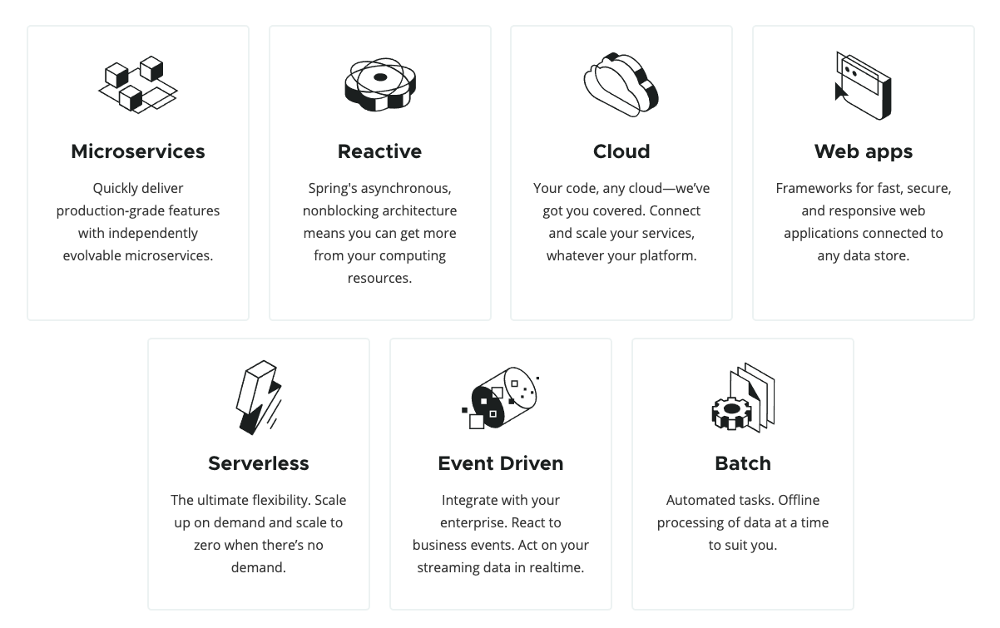 Microservices
Quickly deliver
production-grade features
with independently
evolvable microservices.
Reactive
Spring's asynchronous,
nonblocking architecture
means you can get more
from your computing
resources.
Cloud
Your code, any cloud—we’ve
got you covered. Connect
and scale your services,
whatever your platform.
Web apps
Frameworks for fast, secure,
and responsive web
applications connected to
any data store.
Serverless
The ultimate flexibility. Scale
up on demand and scale to
zero when there’s no
demand.
Event Driven
Integrate with your
enterprise. React to
business events. Act on your
streaming data in realtime.
Batch
Automated tasks. Offline
processing of data at a time
to suit you.